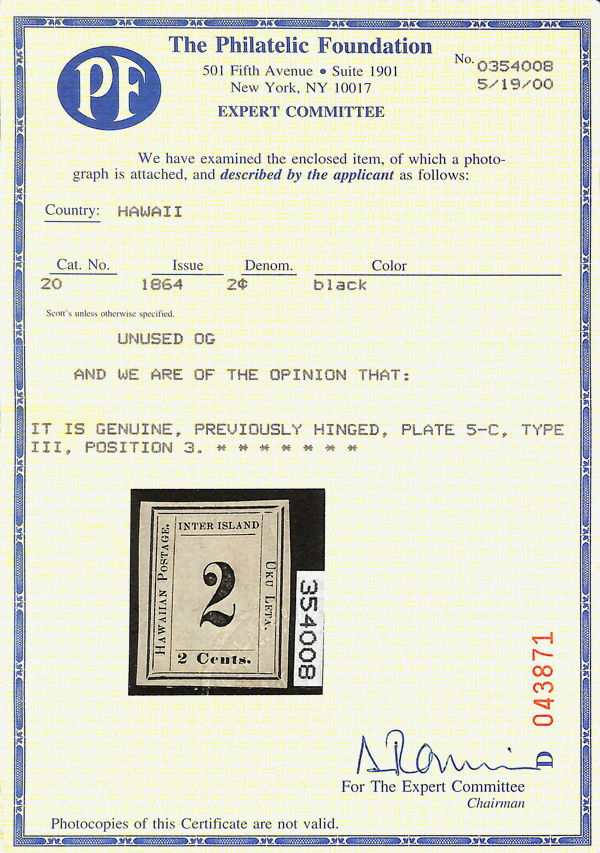 PF
The Philatelic Foundation
501 Fifth Avenue • Suite 1901
New York, NY 10017
EXPERT COMMITTEE
No. 0354008
5/19/00
We have examined the enclosed item, of which a photo-
graph is attached, and described by the applicant as follows:
Country: HAWAII
Cat. No. Issue Denom. Color
20 1864 2¢ black
Scott's unless otherwise specified.
UNUSED OG
AND WE ARE OF THE OPINION THAT:
IT IS GENUINE, PREVIOUSLY HINGED, PLATE 5-C, TYPE
III, POSITION 3. * * * * * * *
INTER ISLAND
HAWAIIAN POSTAGE.
2
UKU LETA.
2 Cents.
354008
043871
D
For The Expert Committee
Chairman
Photocopies of this Certificate are not valid.